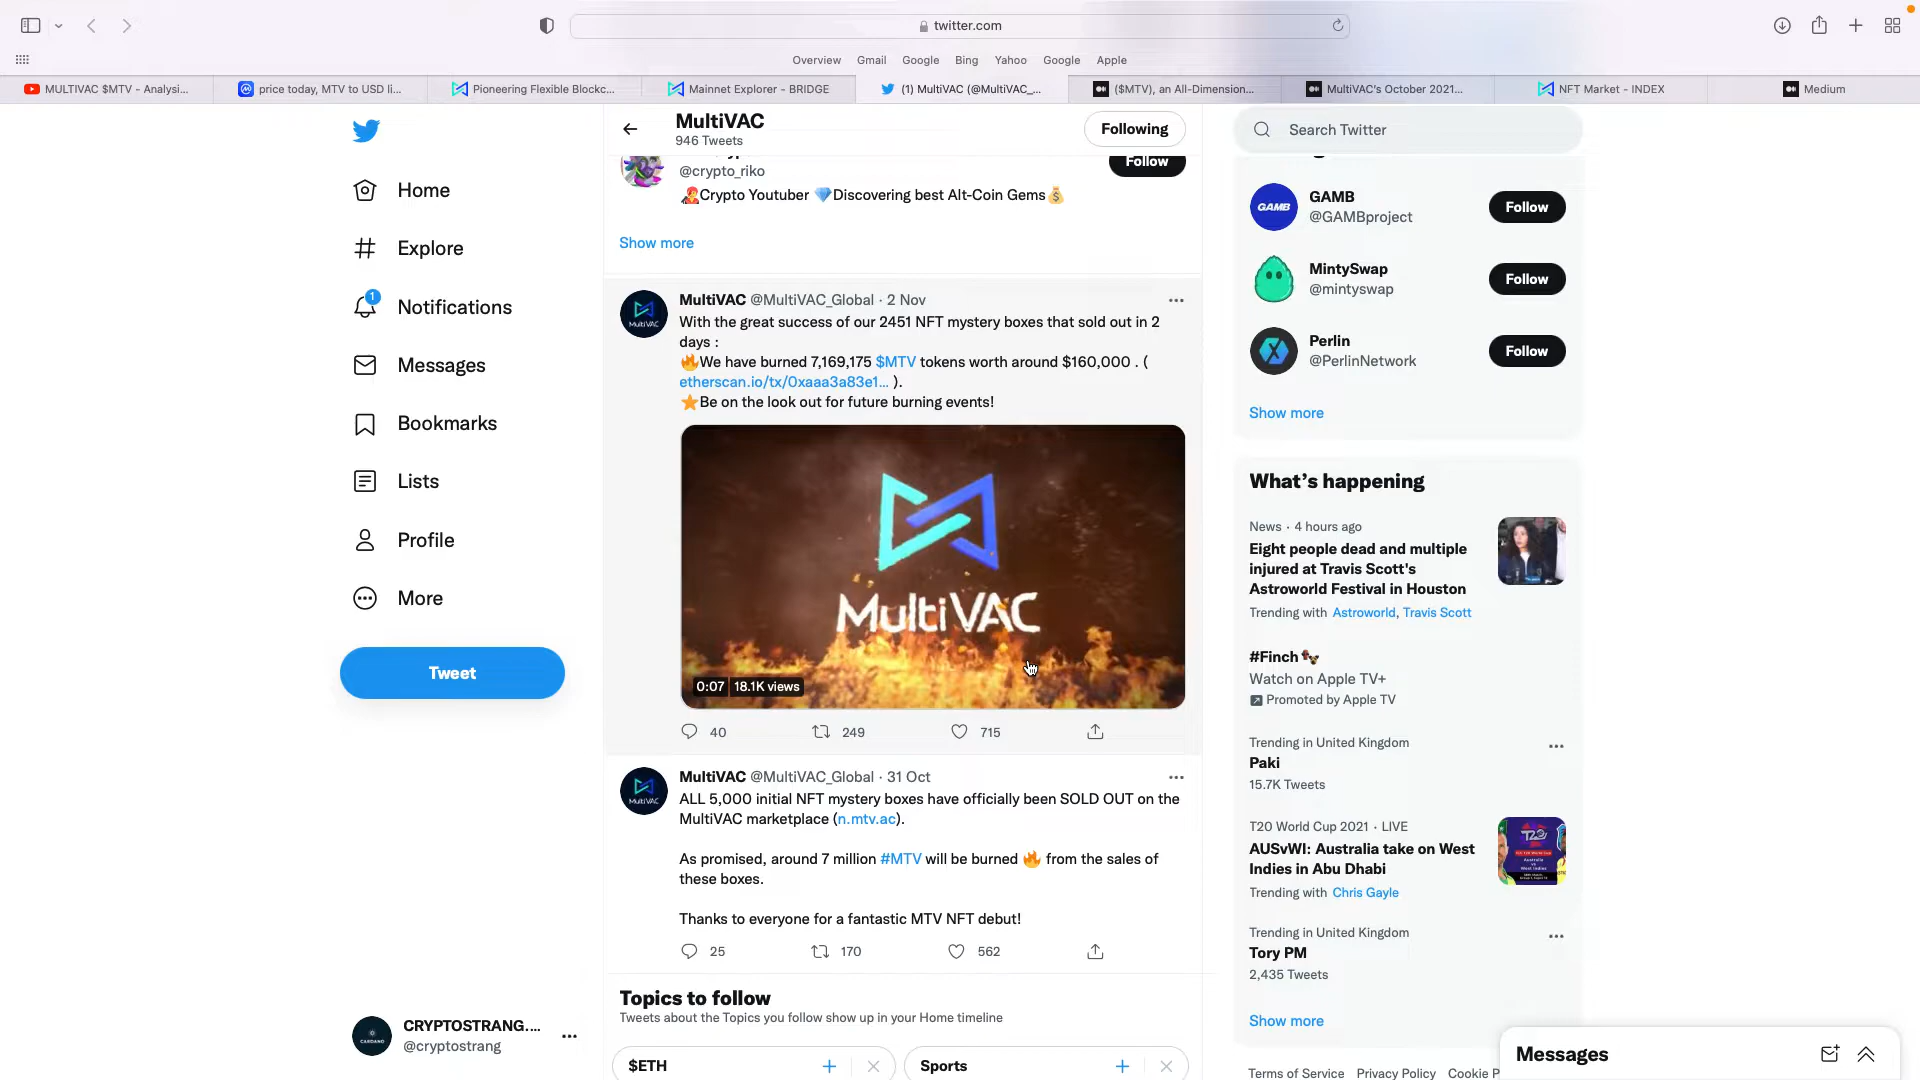 twitter.com
Overview Gmail Google Bing Yahoo Google Apple
MULTIVAC $MTV - Analysi...
price today, MTV to USD li...
Pioneering Flexible Blockc...
Mainnet Explorer - BRIDGE
(1) MultiVAC (@MultiVAC_...
($MTV), an All-Dimension...
MultiVAC's October 2021...
NFT Market - INDEX
Medium
Home
Explore
1
Notifications
Messages
Bookmarks
Lists
Profile
More
Tweet
CRYPTOSTRANG....
@cryptostrang
MultiVAC
946 Tweets
Following
@crypto_riko
Follow
🧑‍🎤Crypto Youtuber 💎Discovering best Alt-Coin Gems💰
Show more
MultiVAC @MultiVAC_Global · 2 Nov
With the great success of our 2451 NFT mystery boxes that sold out in 2
days :
🔥We have burned 7,169,175 $MTV tokens worth around $160,000 . (
etherscan.io/tx/0xaaa3a83e1... ).
⭐Be on the look out for future burning events!
MultiVAC
0:07 18.1K views
40 249 715
MultiVAC @MultiVAC_Global · 31 Oct
ALL 5,000 initial NFT mystery boxes have officially been SOLD OUT on the
MultiVAC marketplace (n.mtv.ac).
As promised, around 7 million #MTV will be burned 🔥 from the sales of
these boxes.
Thanks to everyone for a fantastic MTV NFT debut!
25 170 562
Topics to follow
Tweets about the Topics you follow show up in your Home timeline
$ETH
Sports
Search Twitter
GAMB
GAMB
@GAMBproject
Follow
MintySwap
@mintyswap
Follow
Perlin
@PerlinNetwork
Follow
Show more
What's happening
News · 4 hours ago
Eight people dead and multiple
injured at Travis Scott's
Astroworld Festival in Houston
Trending with Astroworld, Travis Scott
#Finch
Watch on Apple TV+
Promoted by Apple TV
Trending in United Kingdom
Paki
15.7K Tweets
T20 World Cup 2021 · LIVE
AUSvWI: Australia take on West
Indies in Abu Dhabi
Trending with Chris Gayle
Trending in United Kingdom
Tory PM
2,435 Tweets
Show more
Messages
Terms of Service Privacy Policy Cookie P